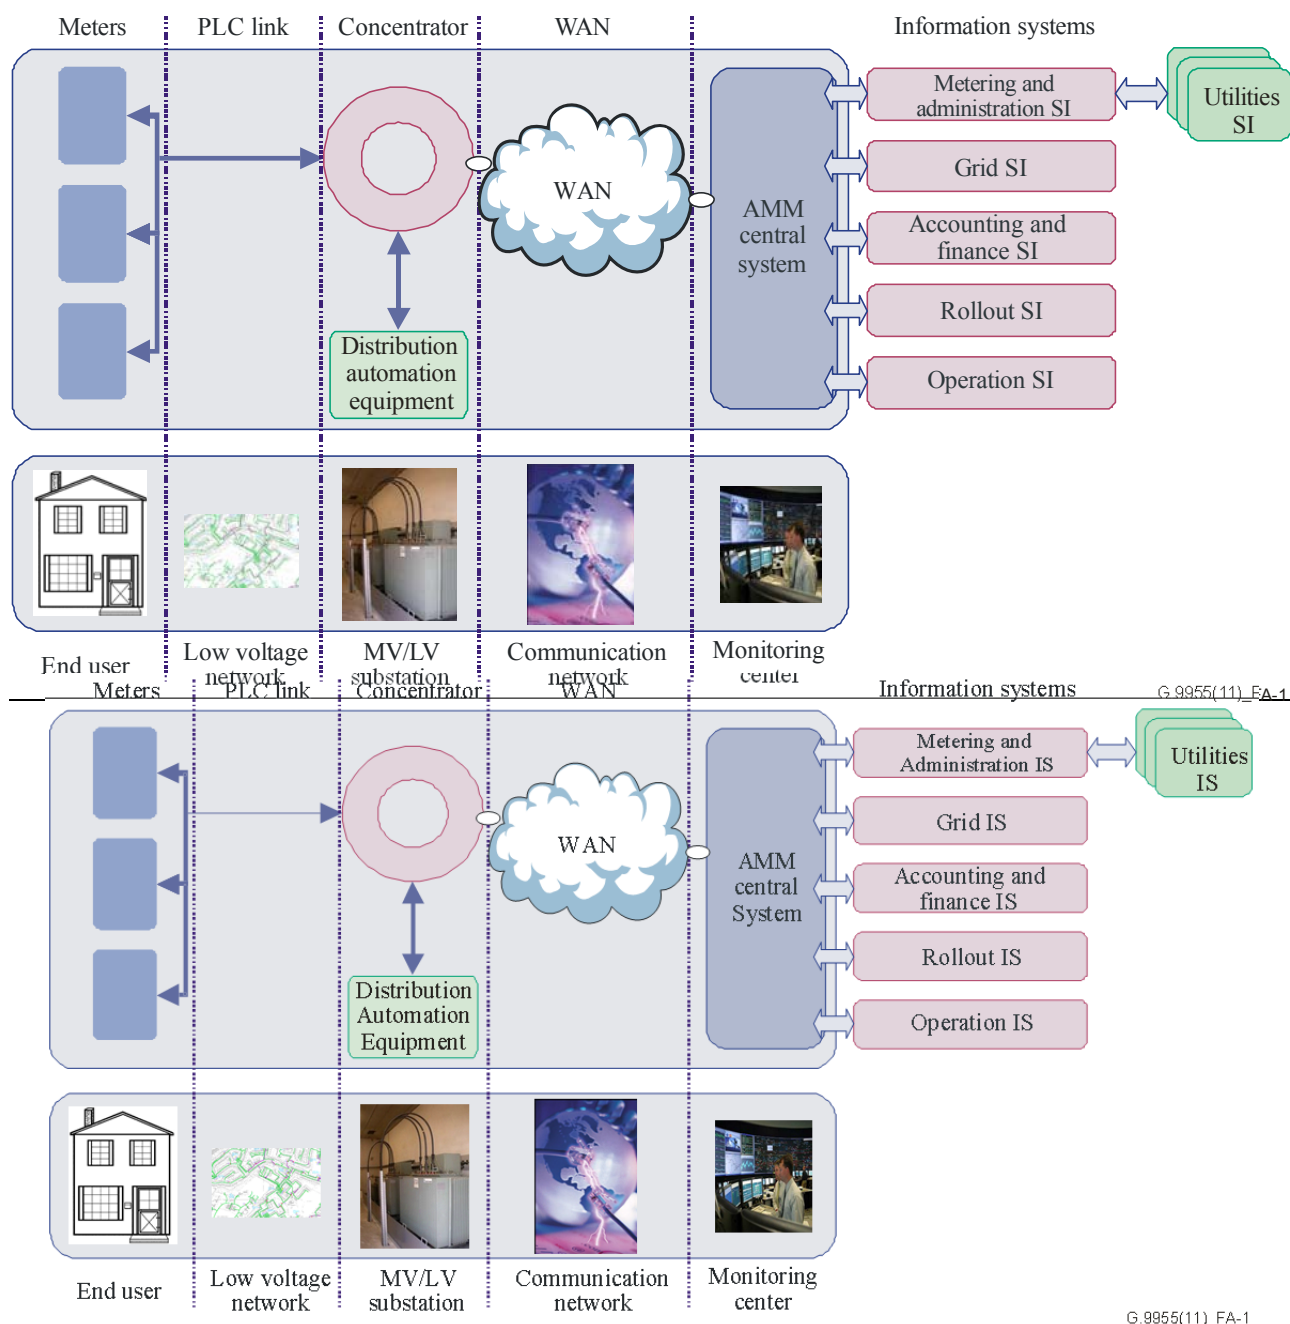 Meters PLC link Concentrator WAN Information systems
Metering and
administration SI
Utilities
SI
Grid SI
WAN
AMM
central
system
Accounting and
finance SI
Rollout SI
Distribution
automation
equipment
Operation SI
End user
Low voltage
network
MV/LV
substation
Communication
network
Monitoring
center
Meters PLC link Concentrator WAN Information systems G.9955(11)_FA-1
Metering and
Administration IS
Utilities
IS
Grid IS
WAN
AMM
central
System
Accounting and
finance IS
Rollout IS
Distribution
Automation
Equipment
Operation IS
End user
Low voltage
network
MV/LV
substation
Communication
network
Monitoring
center
G.9955(11)_FA-1